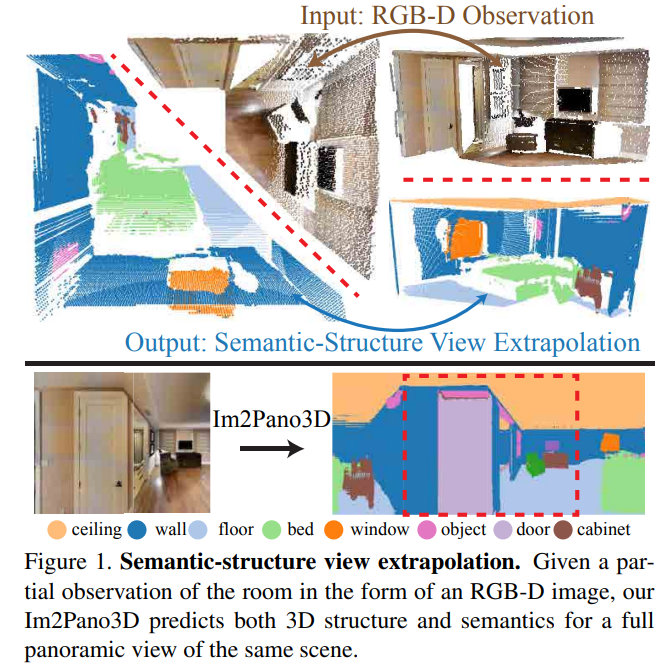 Input: RGB-D Observation
Output: Semantic-Structure View Extrapolation
Im2Pano3D
ceiling wall floor bed window object door cabinet
Figure 1. Semantic-structure view extrapolation. Given a par-
tial observation of the room in the form of an RGB-D image, our
Im2Pano3D predicts both 3D structure and semantics for a full
panoramic view of the same scene.